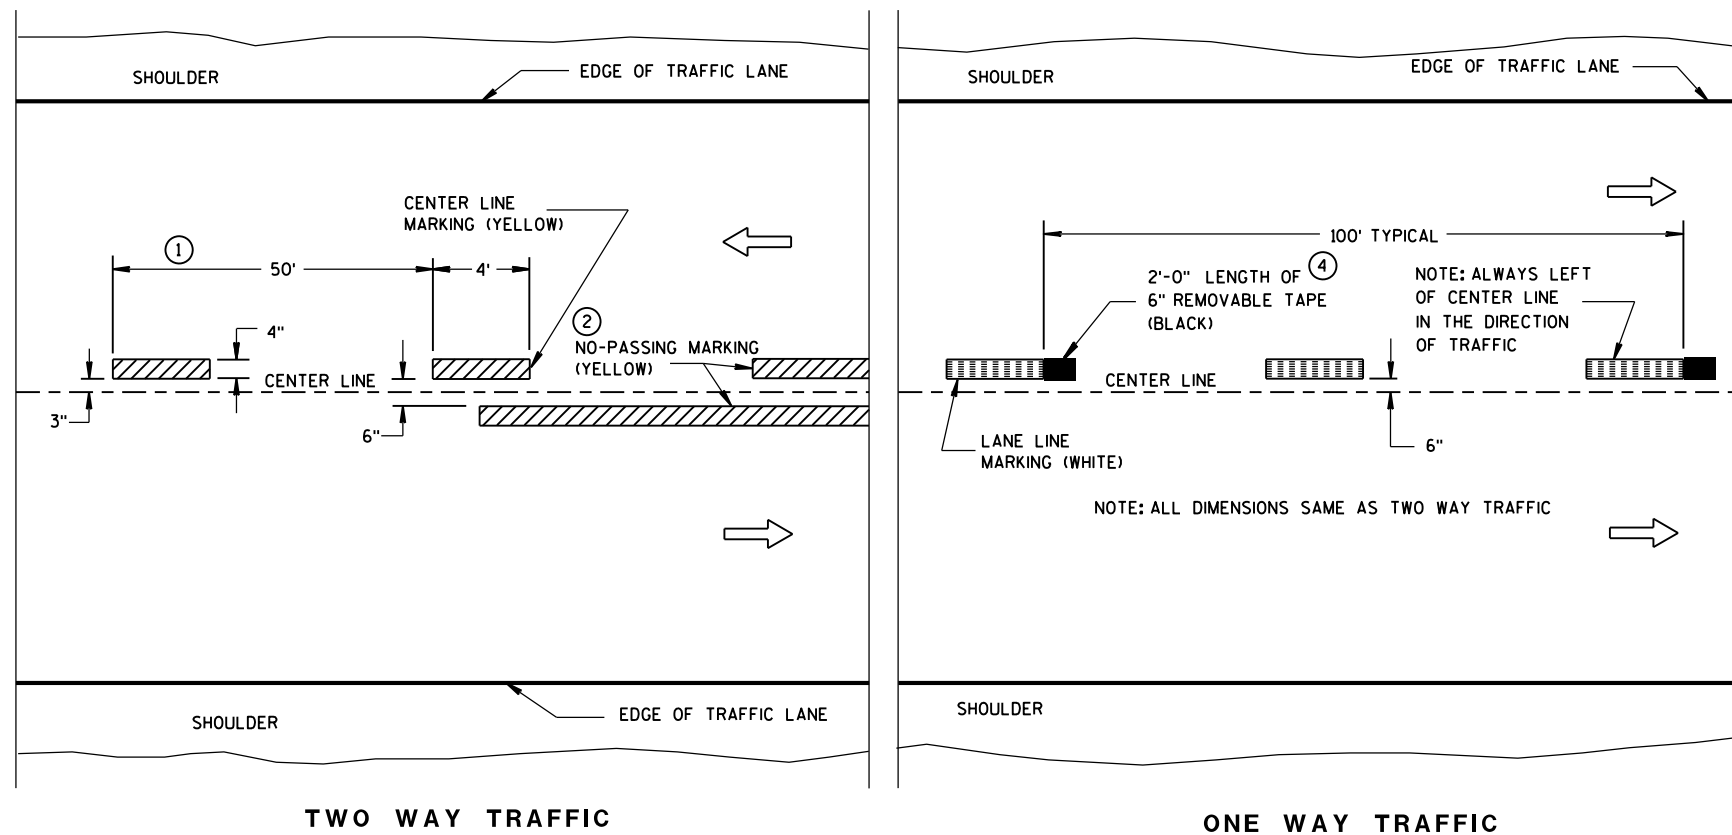 SHOULDER
EDGE OF TRAFFIC LANE
CENTER LINE
MARKING (YELLOW)
1
50'
4'
2
NO-PASSING MARKING
(YELLOW)
4"
CENTER LINE
3"
6"
SHOULDER
EDGE OF TRAFFIC LANE
TWO WAY TRAFFIC
SHOULDER
EDGE OF TRAFFIC LANE
100' TYPICAL
2'-0" LENGTH OF 4
6" REMOVABLE TAPE
(BLACK)
NOTE: ALWAYS LEFT
OF CENTER LINE
IN THE DIRECTION
OF TRAFFIC
CENTER LINE
LANE LINE
MARKING (WHITE)
6"
NOTE: ALL DIMENSIONS SAME AS TWO WAY TRAFFIC
SHOULDER
ONE WAY TRAFFIC